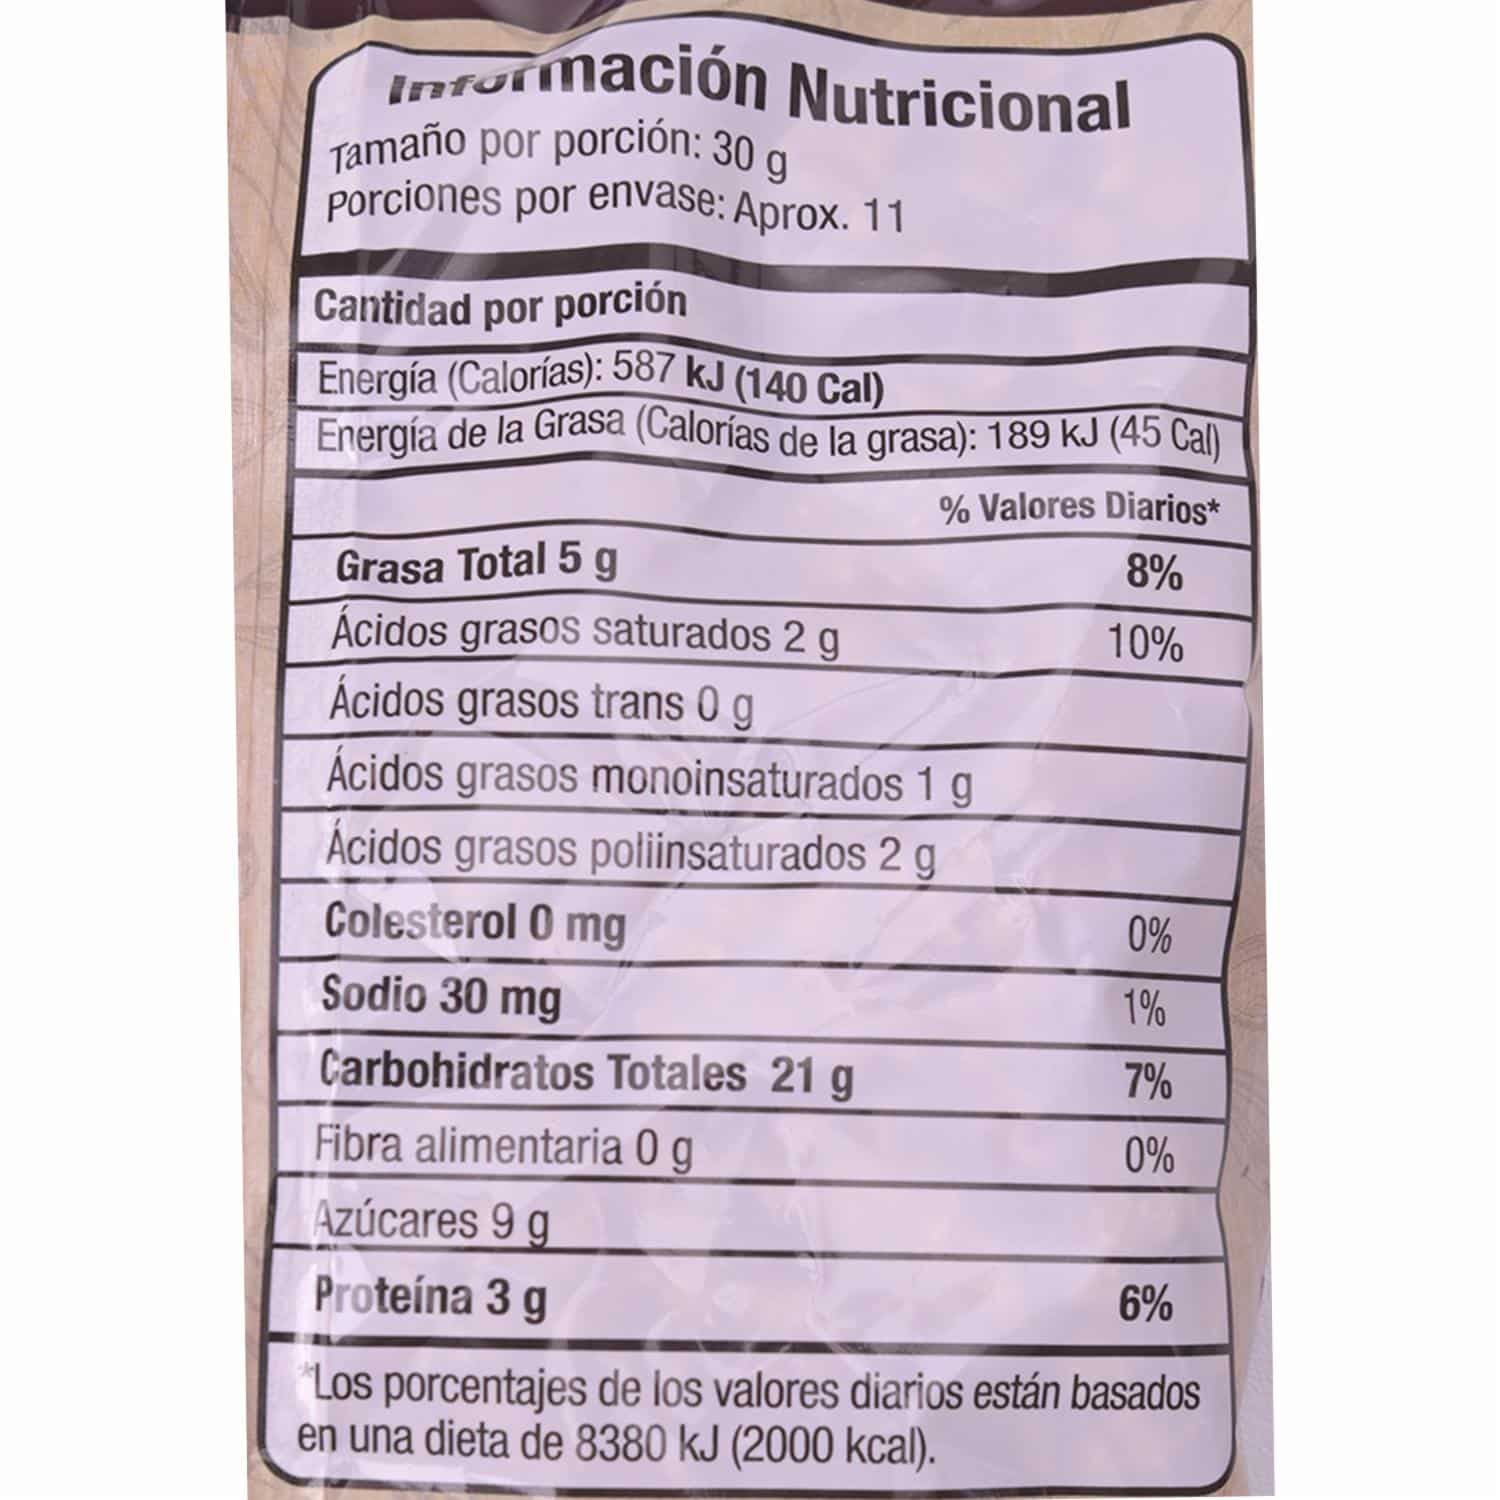 Información Nutricional
Tamaño por porción: 30 g
Porciones por envase: Aprox. 11
Cantidad por porción
Energía (Calorías): 587 kJ (140 Cal)
Energía de la Grasa (Calorías de la grasa): 189 kJ (45 Cal)
% Valores Diarios*
Grasa Total 5 g 8%
Ácidos grasos saturados 2 g 10%
Ácidos grasos trans 0 g
Ácidos grasos monoinsaturados 1 g
Ácidos grasos poliinsaturados 2 g
Colesterol 0 mg 0%
Sodio 30 mg 1%
Carbohidratos Totales 21 g 7%
Fibra alimentaria 0 g 0%
Azúcares 9 g
Proteína 3 g 6%
*Los porcentajes de los valores diarios están basados
en una dieta de 8380 kJ (2000 kcal).